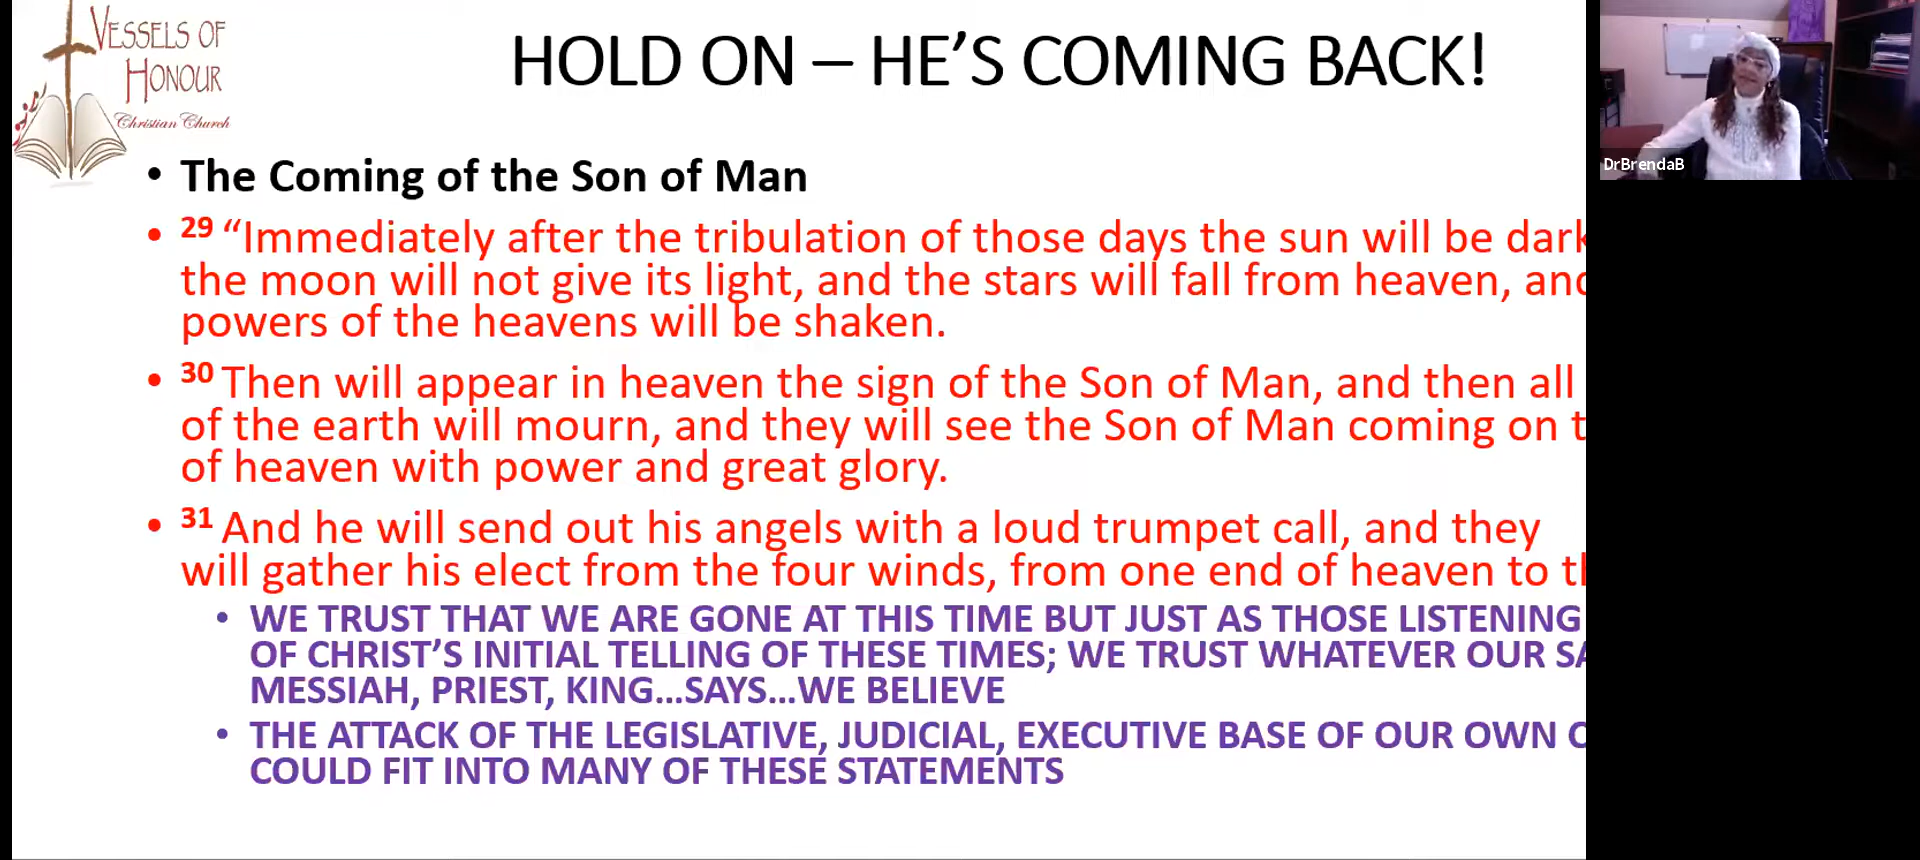 VESSELS OF
HONOUR
Christian Church
HOLD ON – HE’S COMING BACK!
• The Coming of the Son of Man
• 29 “Immediately after the tribulation of those days the sun will be dark
the moon will not give its light, and the stars will fall from heaven, and
powers of the heavens will be shaken.
• 30 Then will appear in heaven the sign of the Son of Man, and then all
of the earth will mourn, and they will see the Son of Man coming on t
of heaven with power and great glory.
• 31 And he will send out his angels with a loud trumpet call, and they
will gather his elect from the four winds, from one end of heaven to th
• WE TRUST THAT WE ARE GONE AT THIS TIME BUT JUST AS THOSE LISTENING
OF CHRIST’S INITIAL TELLING OF THESE TIMES; WE TRUST WHATEVER OUR SA
MESSIAH, PRIEST, KING…SAYS…WE BELIEVE
• THE ATTACK OF THE LEGISLATIVE, JUDICIAL, EXECUTIVE BASE OF OUR OWN C
COULD FIT INTO MANY OF THESE STATEMENTS
DrBrendaB